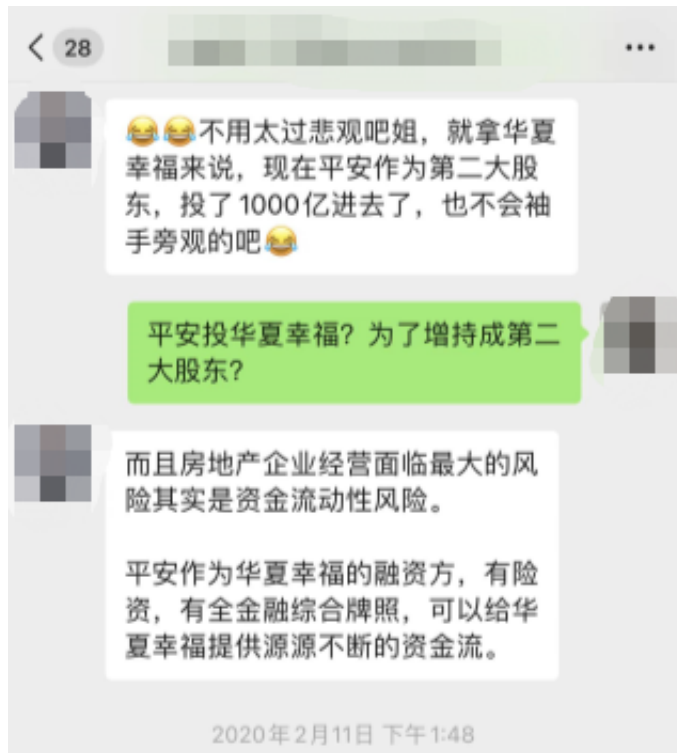 28
😂😂不用太过悲观吧姐，就拿华夏
幸福来说，现在平安作为第二大股
东，投了1000亿进去了，也不会袖
手旁观的吧😂
平安投华夏幸福？为了增持成第二
大股东？
而且房地产企业经营面临最大的风
险其实是资金流动性风险。
平安作为华夏幸福的融资方，有险
资，有全金融综合牌照，可以给华
夏幸福提供源源不断的资金流。
2020年2月11日 下午1:48